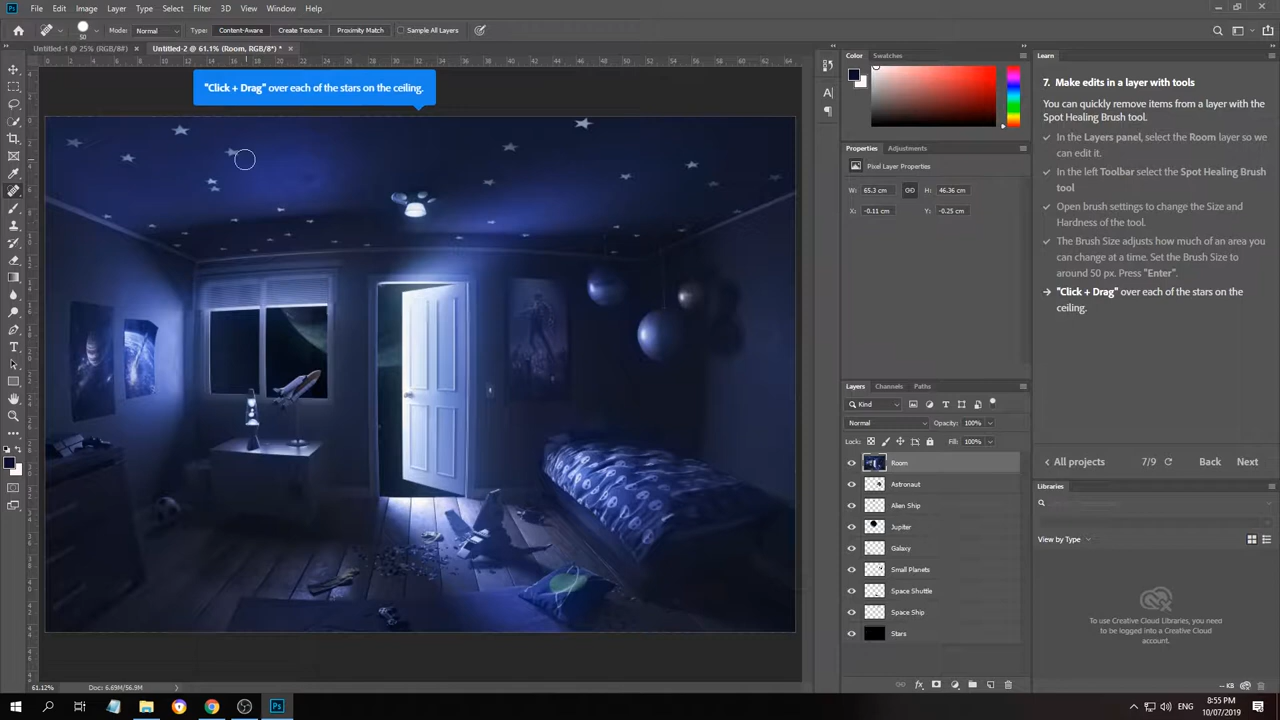 Ps File Edit Image Layer Type Select Filter 3D View Window Help
50 Mode: Normal Type: Content-Aware Create Texture Proximity Match Sample All Layers
Untitled-1 @ 25% (RGB/8#) × Untitled-2 @ 61.1% (Room, RGB/8*) * ×
"Click + Drag" over each of the stars on the ceiling.
Color Swatches
Properties Adjustments
Pixel Layer Properties
W: 65.3 cm H: 46.36 cm
X: -0.11 cm Y: -0.25 cm
Layers Channels Paths
Kind
Normal Opacity: 100%
Lock: Fill: 100%
Room
Astronaut
Alien Ship
Jupiter
Galaxy
Small Planets
Space Shuttle
Space Ship
Stars
Learn
7. Make edits in a layer with tools
You can quickly remove items from a layer with the
Spot Healing Brush tool.
In the Layers panel, select the Room layer so we
can edit it.
In the left Toolbar select the Spot Healing Brush
tool
Open brush settings to change the Size and
Hardness of the tool.
The Brush Size adjusts how much of an area you
can change at a time. Set the Brush Size to
around 50 px. Press "Enter".
"Click + Drag" over each of the stars on the
ceiling.
All projects 7/9 Back Next
Libraries
View by Type
To use Creative Cloud Libraries, you need
to be logged into a Creative Cloud
account.
-- KB
61.12% Doc: 6.69M/56.9M
Ps ENG 8:55 PM
10/07/2019